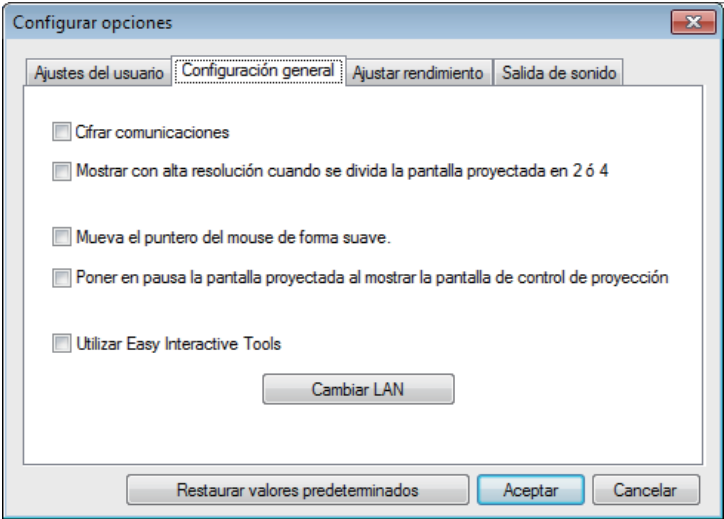 Configurar opciones
Ajustes del usuario Configuración general Ajustar rendimiento Salida de sonido
Cifrar comunicaciones
Mostrar con alta resolución cuando se divida la pantalla proyectada en 2 ó 4
Mueva el puntero del mouse de forma suave.
Poner en pausa la pantalla proyectada al mostrar la pantalla de control de proyección
Utilizar Easy Interactive Tools
Cambiar LAN
Restaurar valores predeterminados Aceptar Cancelar